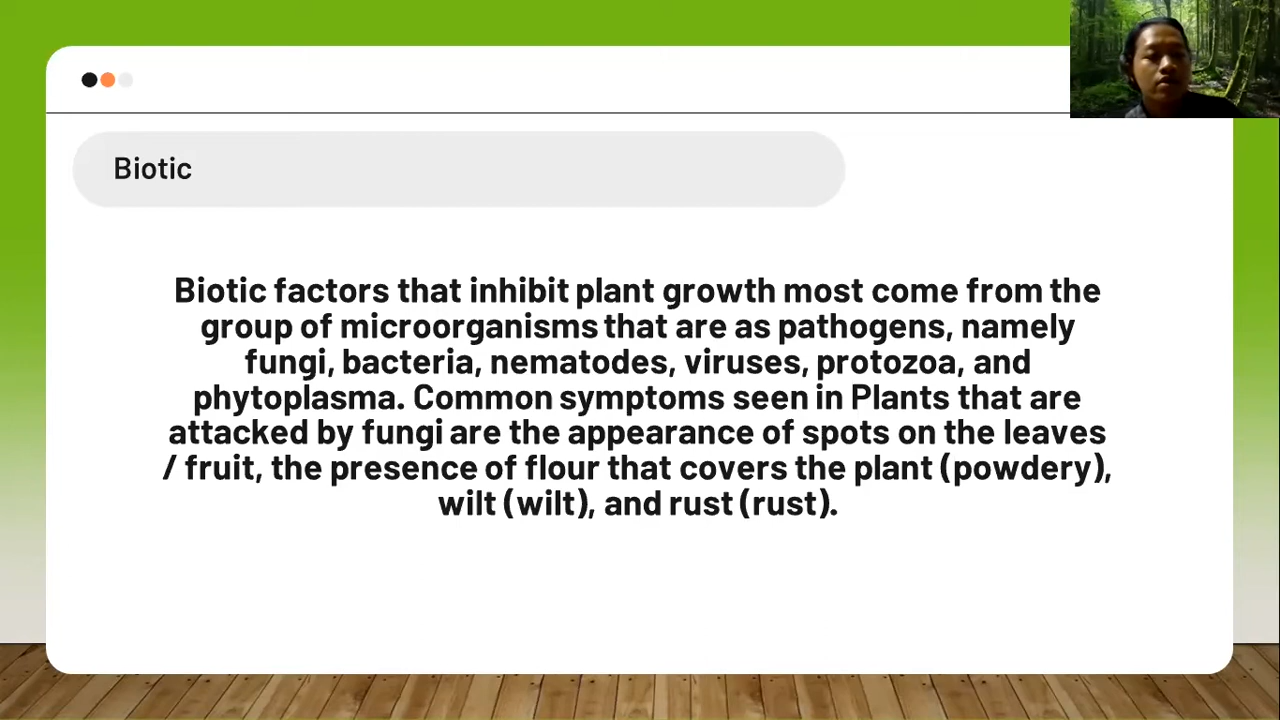 Biotic
Biotic factors that inhibit plant growth most come from the
group of microorganisms that are as pathogens, namely
fungi, bacteria, nematodes, viruses, protozoa, and
phytoplasma. Common symptoms seen in Plants that are
attacked by fungi are the appearance of spots on the leaves
/ fruit, the presence of flour that covers the plant (powdery),
wilt (wilt), and rust (rust).